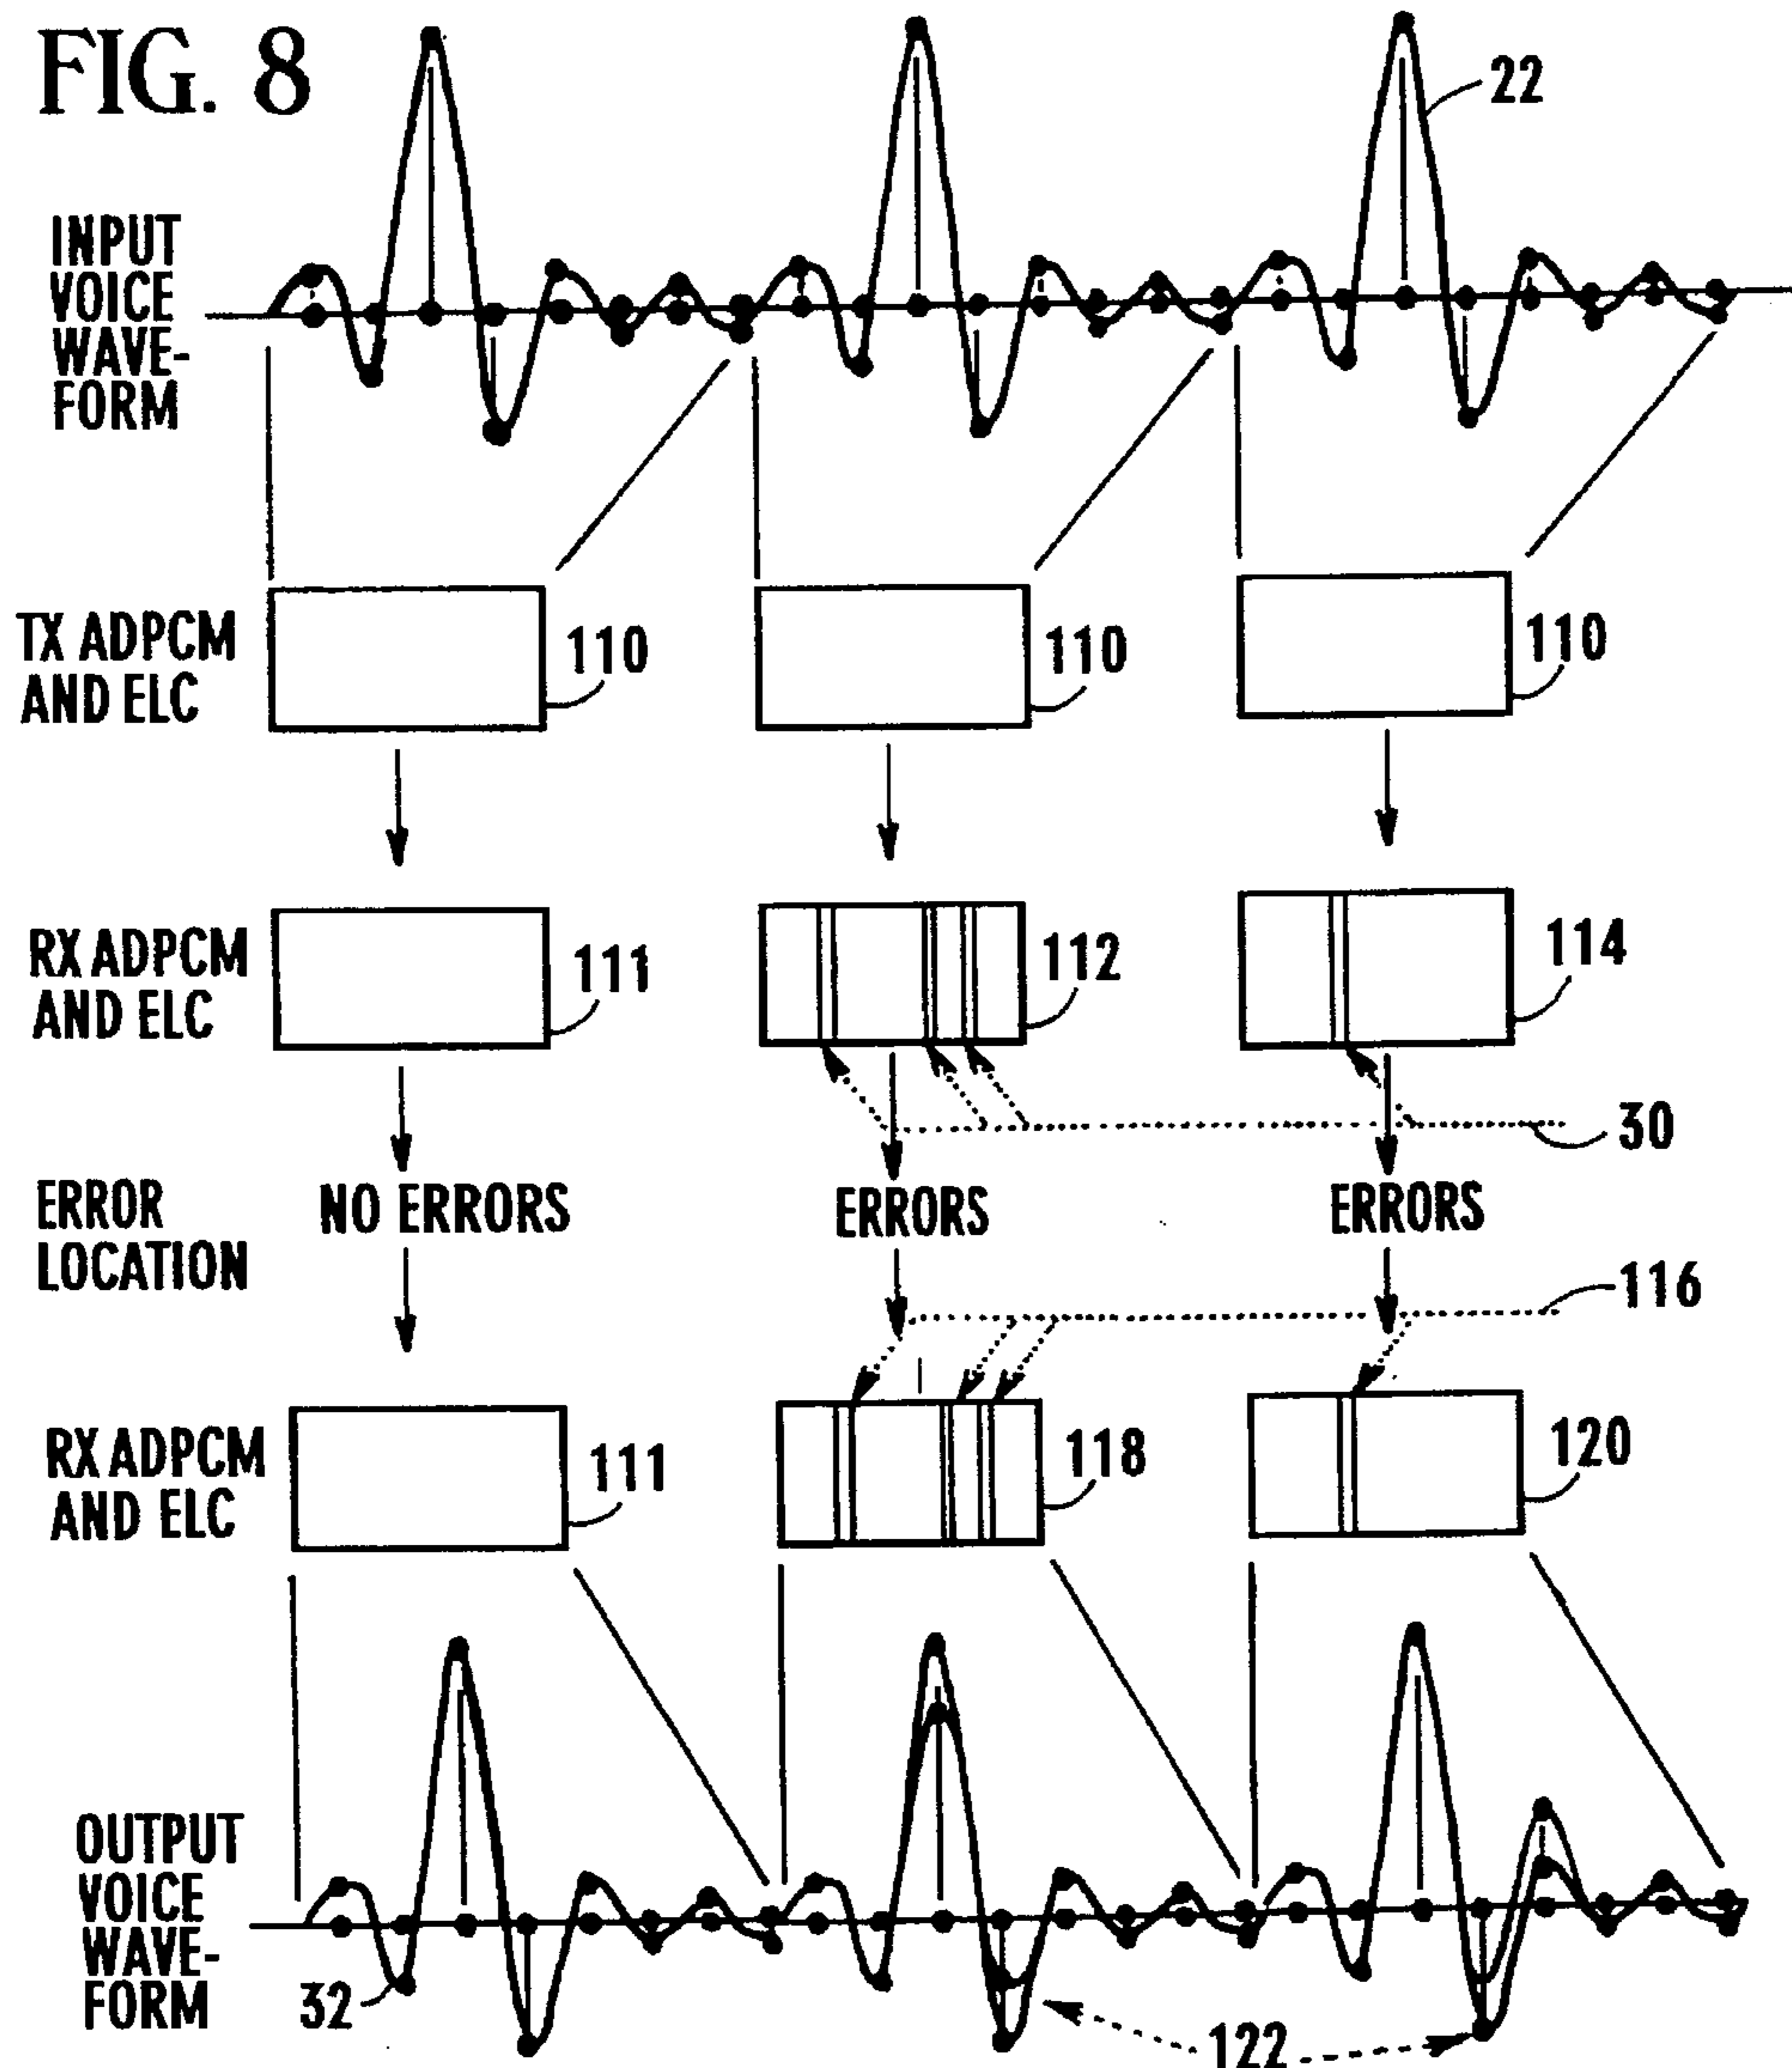 FIG. 8
22
INPUT
VOICE
WAVE-
FORM
TX ADPCM
AND ELC
110
110
110
RX ADPCM
AND ELC
111
112
114
30
ERROR
LOCATION
NO ERRORS
ERRORS
ERRORS
116
RX ADPCM
AND ELC
111
118
120
OUTPUT
VOICE
WAVE-
FORM
32
122